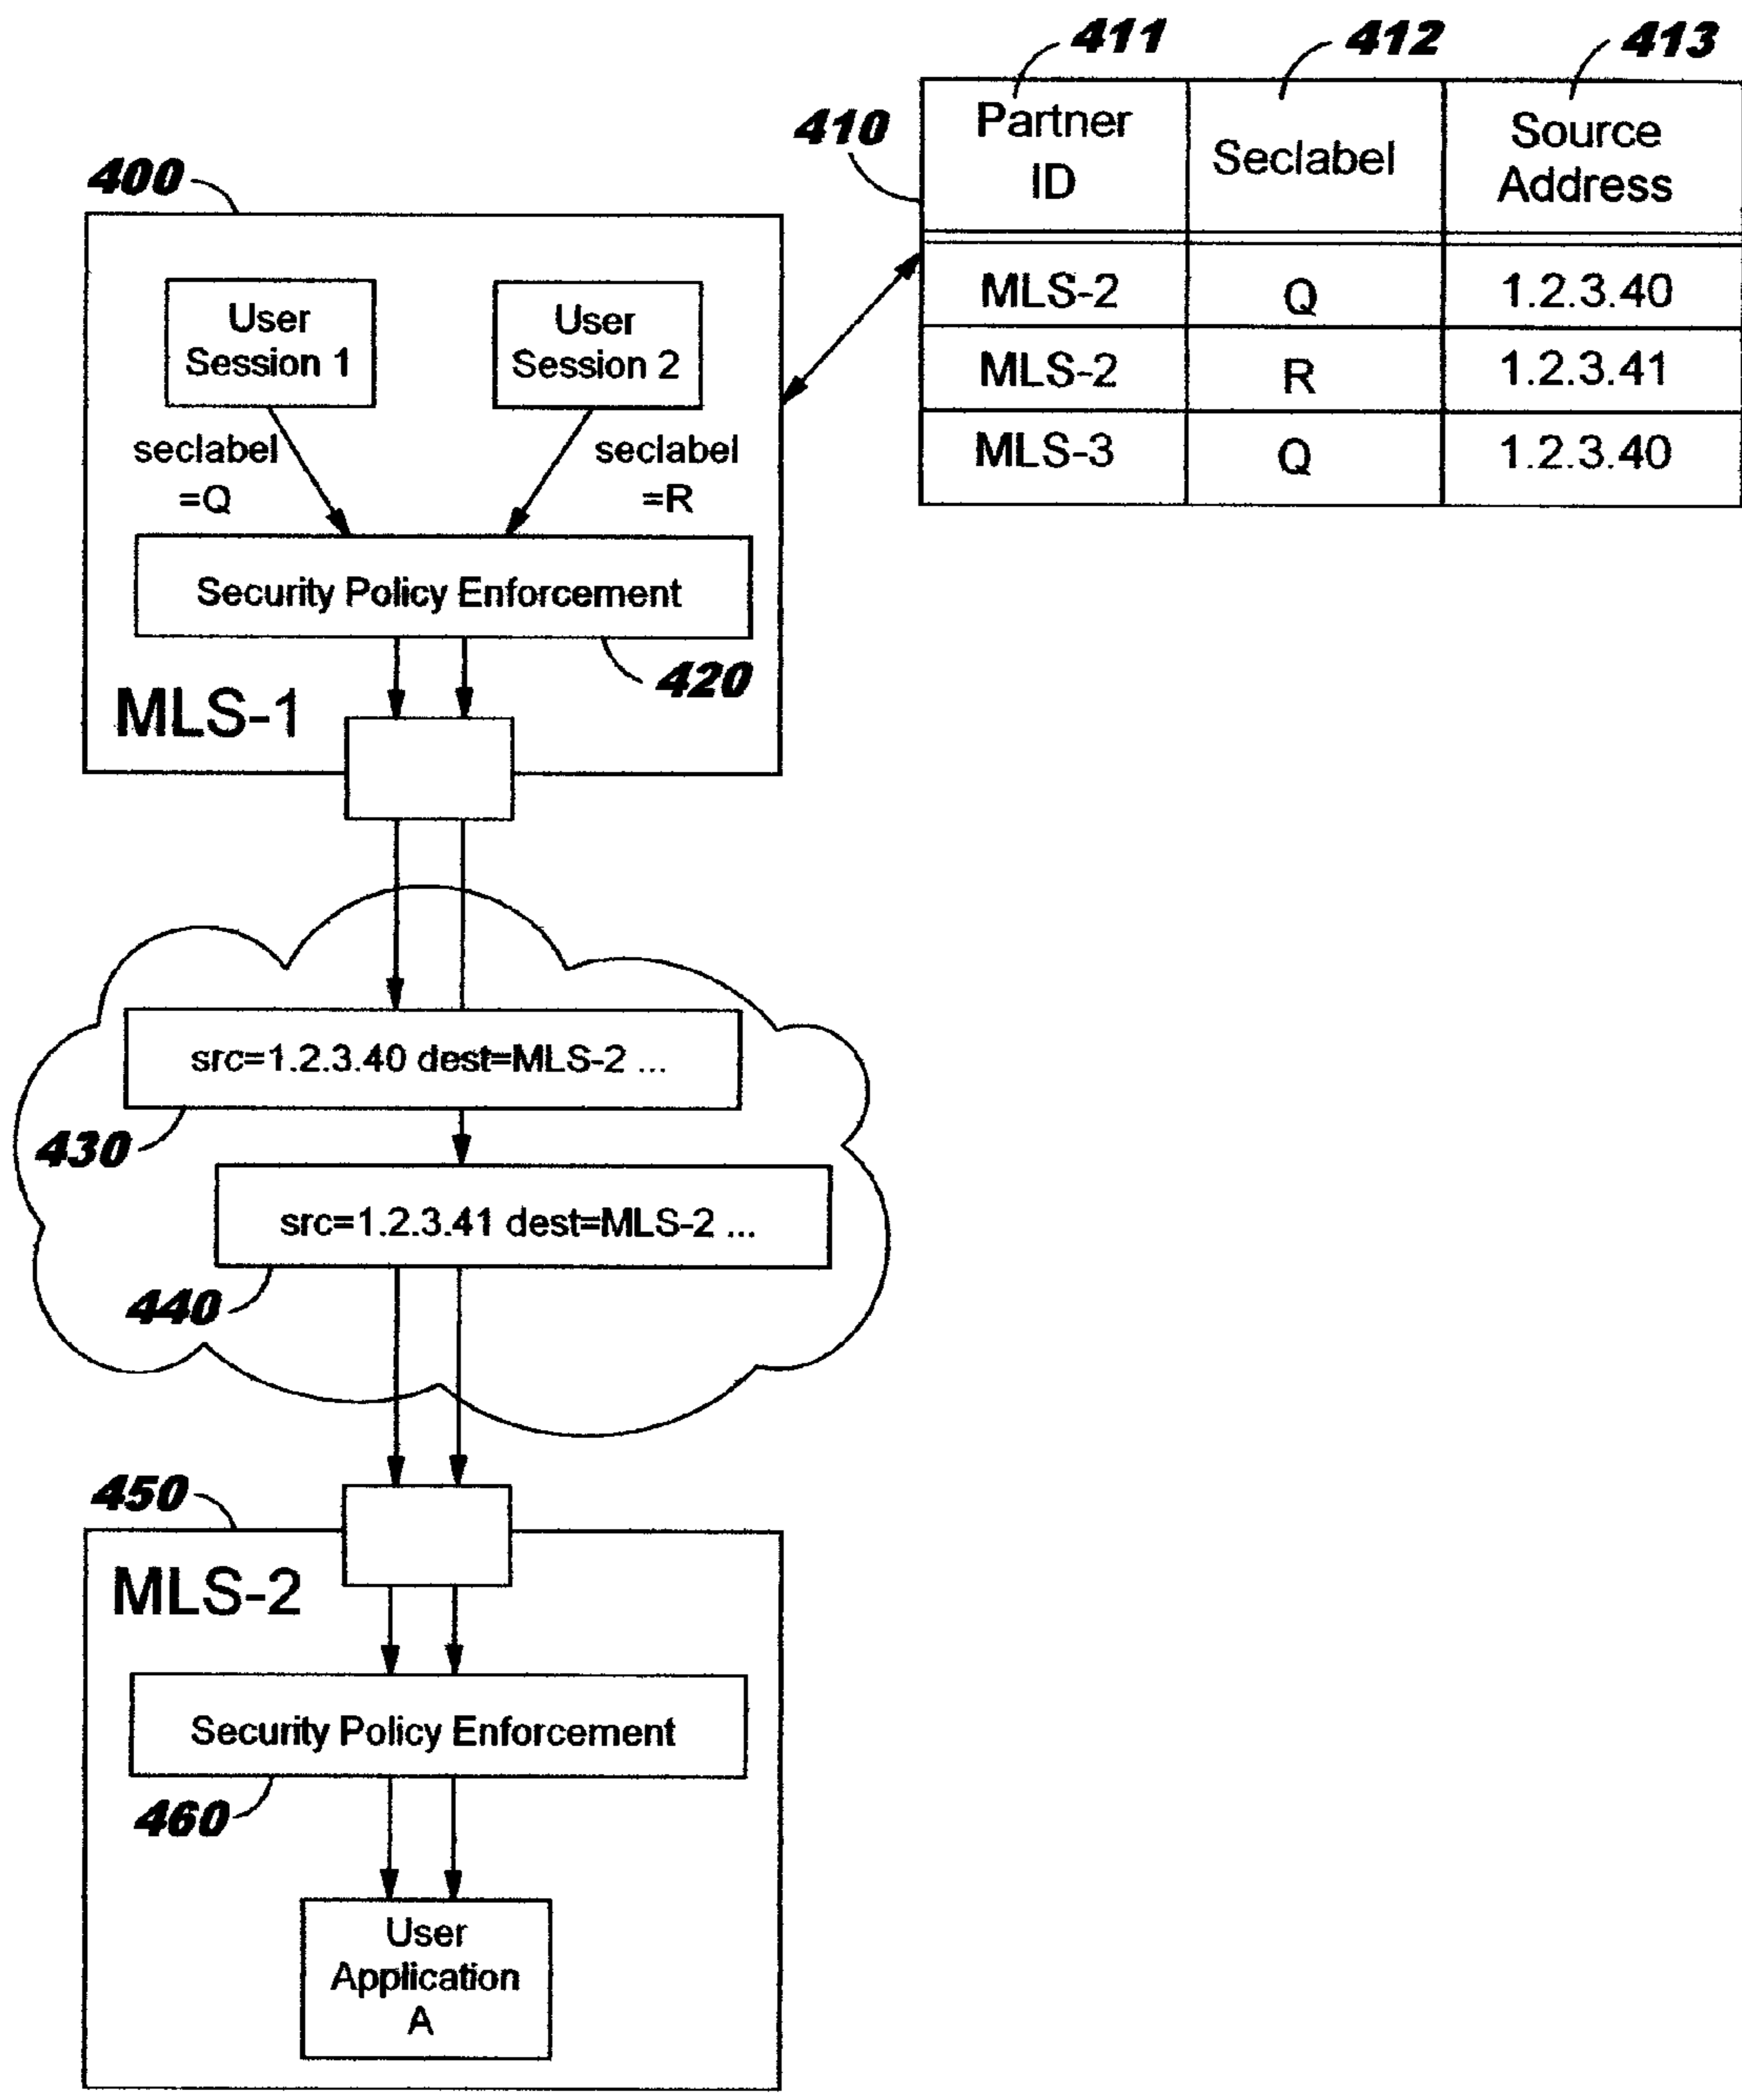 411 412 413
410
Partner ID Seclabel Source Address
MLS-2 Q 1.2.3.40
MLS-2 R 1.2.3.41
MLS-3 Q 1.2.3.40
400
User User
Session 1 Session 2
seclabel seclabel
=Q =R
Security Policy Enforcement
420
MLS-1
src=1.2.3.40 dest=MLS-2 ...
430
src=1.2.3.41 dest=MLS-2 ...
440
450
MLS-2
Security Policy Enforcement
460
User
Application
A